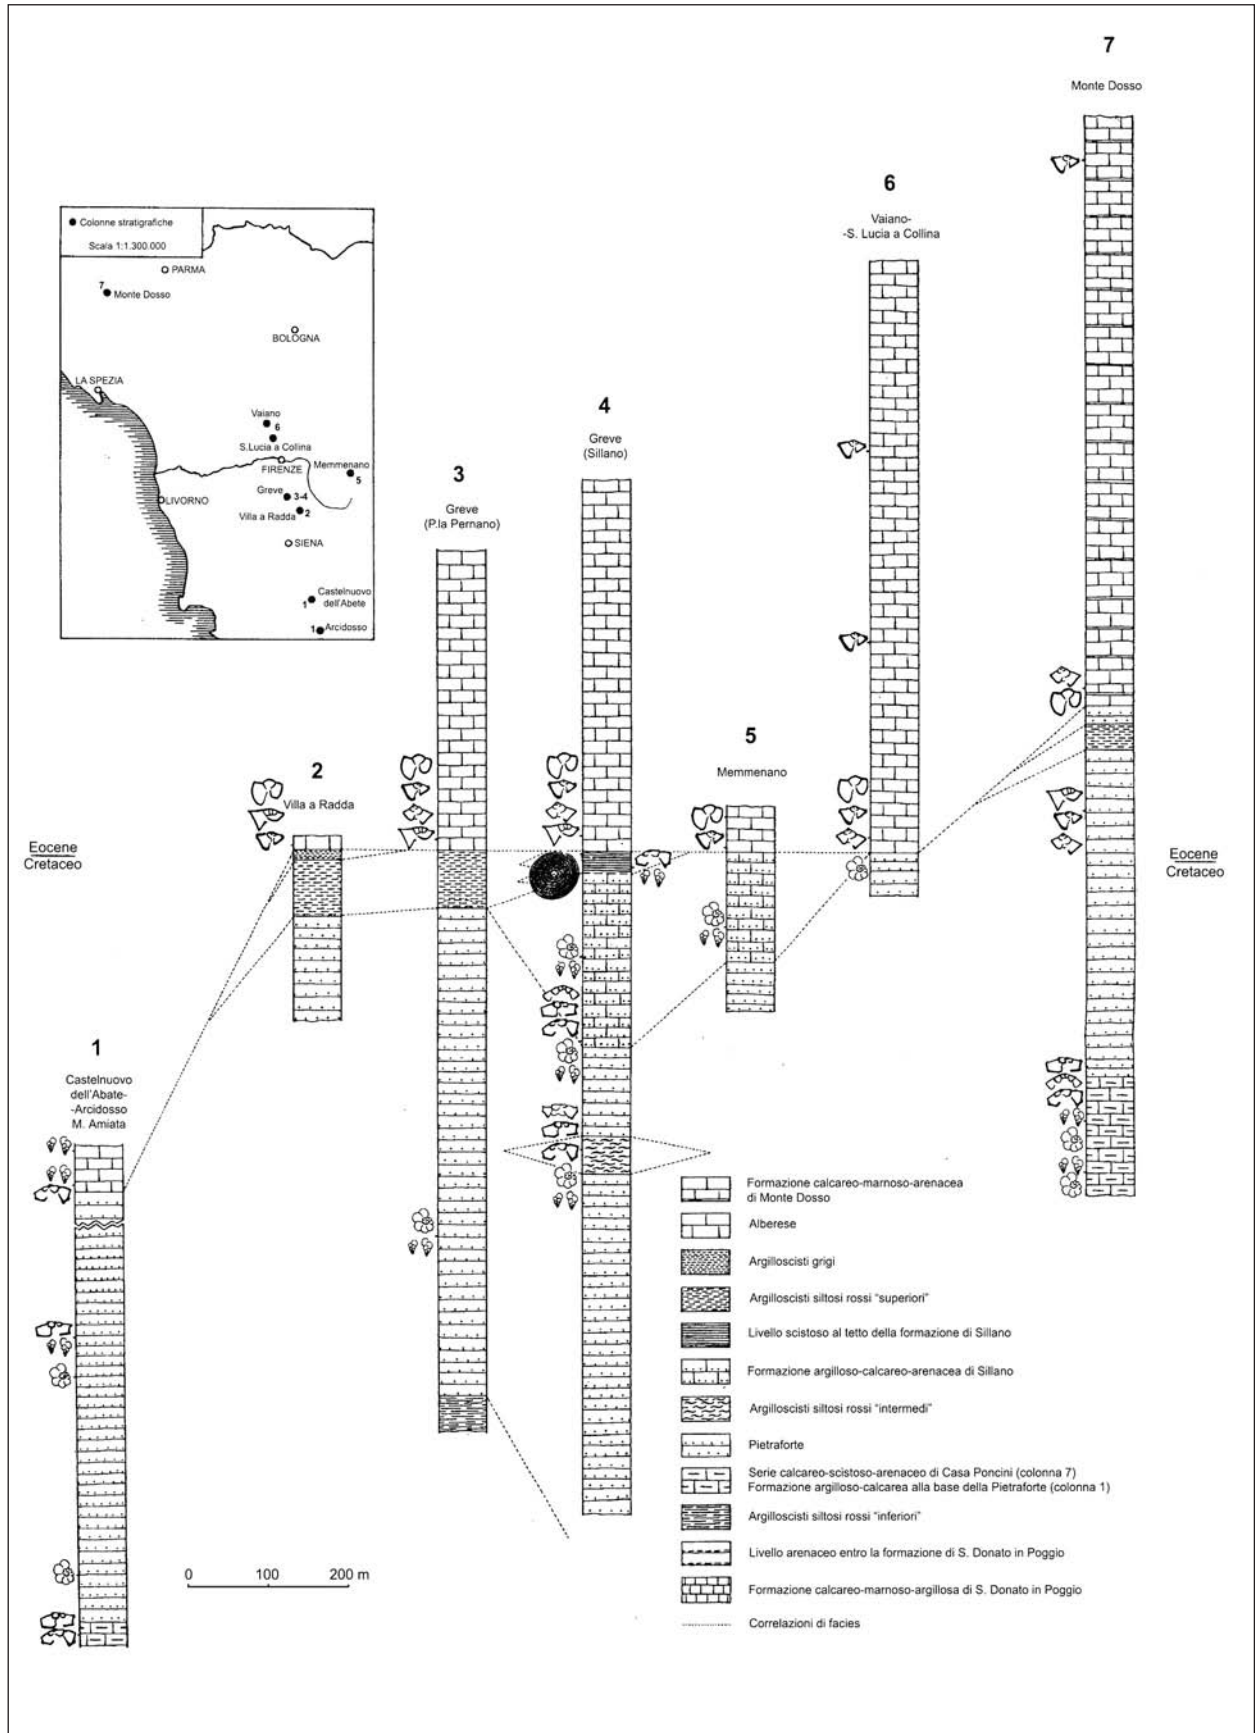 7
Monte Dosso
6
Vaiano-
-S. Lucia a Collina
Colonne stratigrafiche
Scala 1:1.300.000
PARMA
7
Monte Dosso
BOLOGNA
LA SPEZIA
Vaiano
6
S.Lucia a Collina
FIRENZE
Memmenano
5
Greve
3-4
LIVORNO
Villa a Radda
2
SIENA
Castelnuovo
dell'Abete
1
1
Arcidosso
4
Greve
(Sillano)
3
Greve
(P.la Pernano)
5
Memmenano
2
Villa a Radda
Eocene
Cretaceo
Eocene
Cretaceo
1
Castelnuovo
dell'Abate-
-Arcidosso
M. Amiata
Formazione calcareo-marnoso-arenacea
di Monte Dosso
Alberese
Argilloscisti grigi
Argilloscisti siltosi rossi "superiori"
Livello scistoso al tetto della formazione di Sillano
Formazione argilloso-calcareo-arenacea di Sillano
Argilloscisti siltosi rossi "intermedi"
Pietraforte
Serie calcareo-scistoso-arenaceo di Casa Poncini (colonna 7)
Formazione argilloso-calcarea alla base della Pietraforte (colonna 1)
Argilloscisti siltosi rossi "inferiori"
Livello arenaceo entro la formazione di S. Donato in Poggio
Formazione calcareo-marnoso-argillosa di S. Donato in Poggio
Correlazioni di facies
0 100 200 m